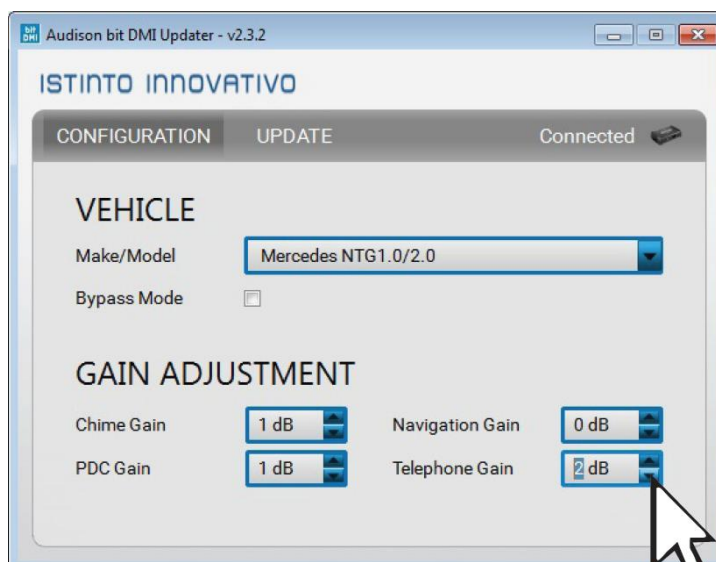 bit DMI Audison bit DMI Updater - v2.3.2
ISTINTO INNOVATIVO
CONFIGURATION UPDATE Connected
VEHICLE
Make/Model Mercedes NTG1.0/2.0
Bypass Mode
GAIN ADJUSTMENT
Chime Gain 1 dB Navigation Gain 0 dB
PDC Gain 1 dB Telephone Gain 2 dB